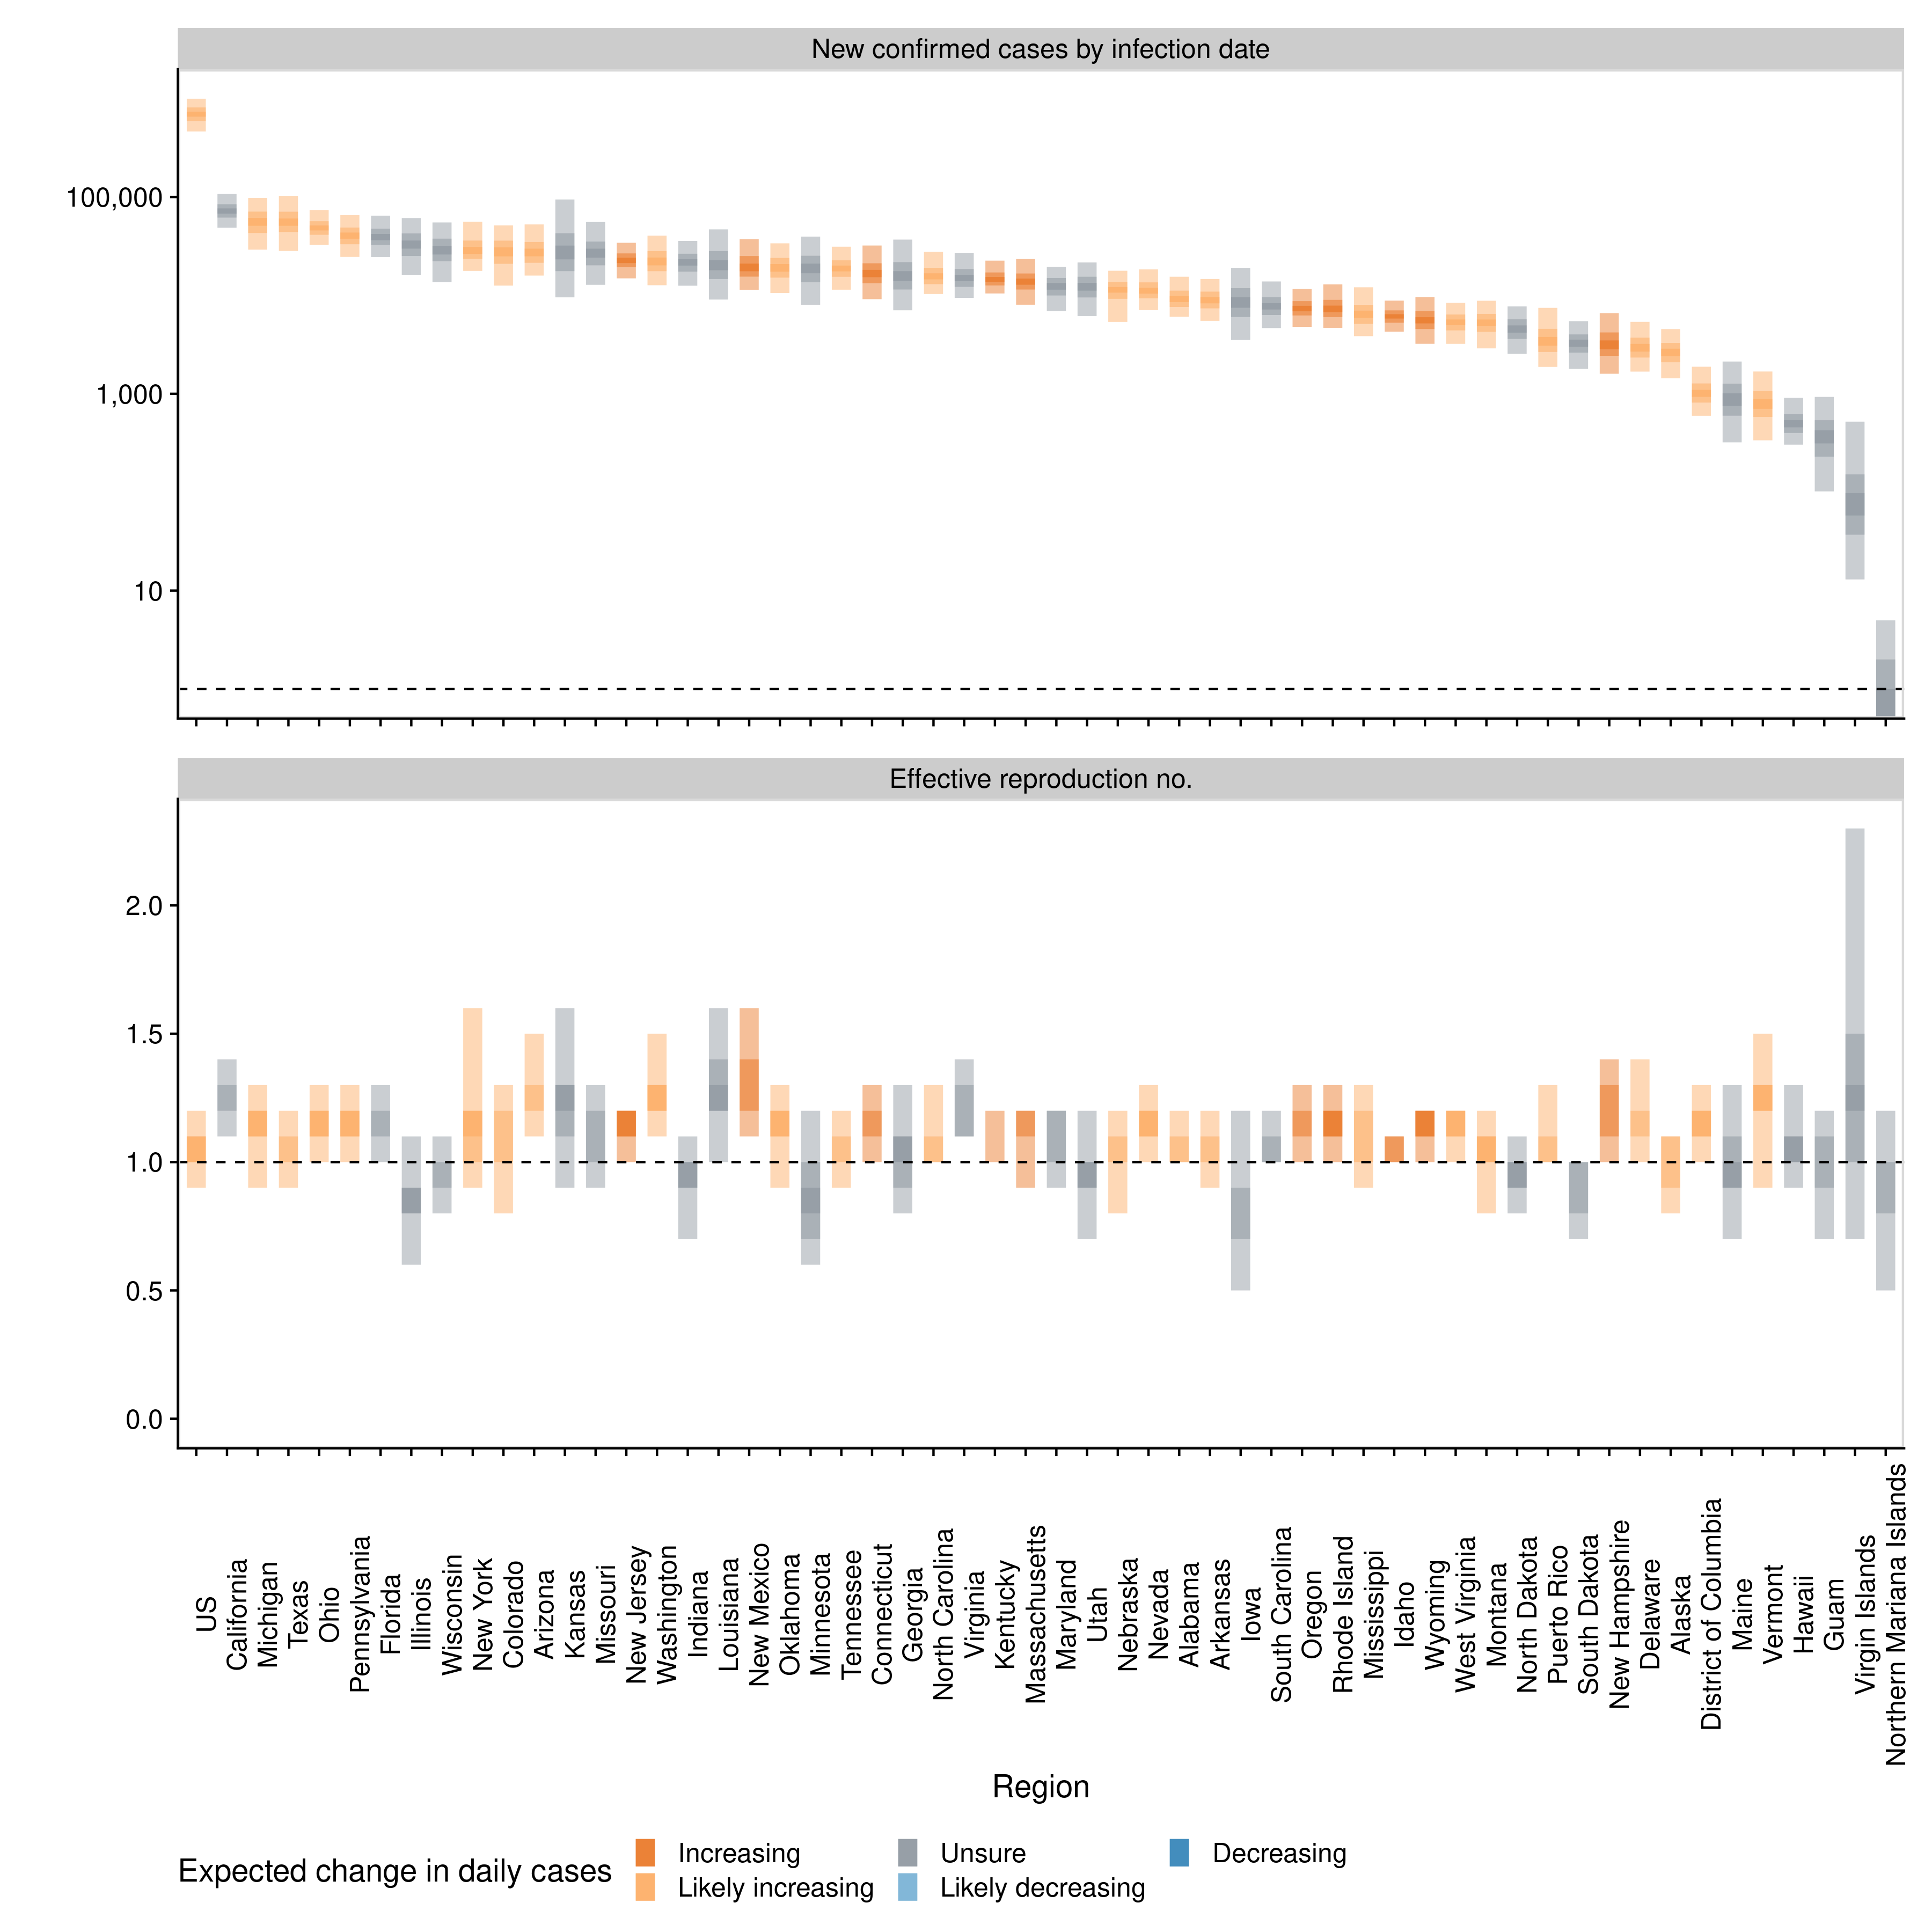 New confirmed cases by infection date
100,000
1,000
10
Effective reproduction no.
2.0
1.5
1.0
0.5
0.0
US
California
Michigan
Texas
Ohio
Pennsylvania
Florida
Illinois
Wisconsin
New York
Colorado
Arizona
Kansas
Missouri
New Jersey
Washington
Indiana
Louisiana
New Mexico
Oklahoma
Minnesota
Tennessee
Connecticut
Georgia
North Carolina
Virginia
Kentucky
Massachusetts
Maryland
Utah
Nebraska
Nevada
Alabama
Arkansas
Iowa
South Carolina
Oregon
Rhode Island
Mississippi
Idaho
Wyoming
West Virginia
Montana
North Dakota
Puerto Rico
South Dakota
New Hampshire
Delaware
Alaska
District of Columbia
Maine
Vermont
Hawaii
Guam
Virgin Islands
Northern Mariana Islands
Region
Expected change in daily cases
Increasing
Likely increasing
Unsure
Likely decreasing
Decreasing